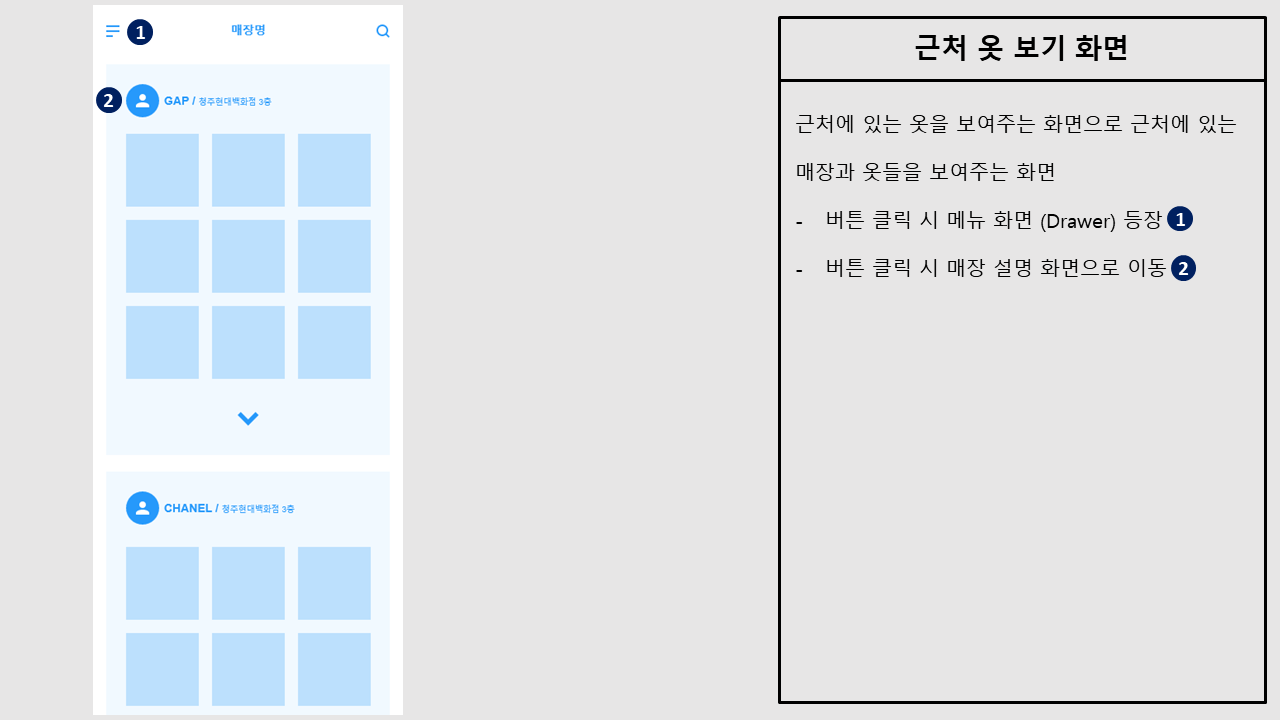 1
매장명
2
GAP / 청주현대백화점 3층
CHANEL / 청주현대백화점 3층
근처 옷 보기 화면
근처에 있는 옷을 보여주는 화면으로 근처에 있는
매장과 옷들을 보여주는 화면
- 버튼 클릭 시 메뉴 화면 (Drawer) 등장 1
- 버튼 클릭 시 매장 설명 화면으로 이동 2